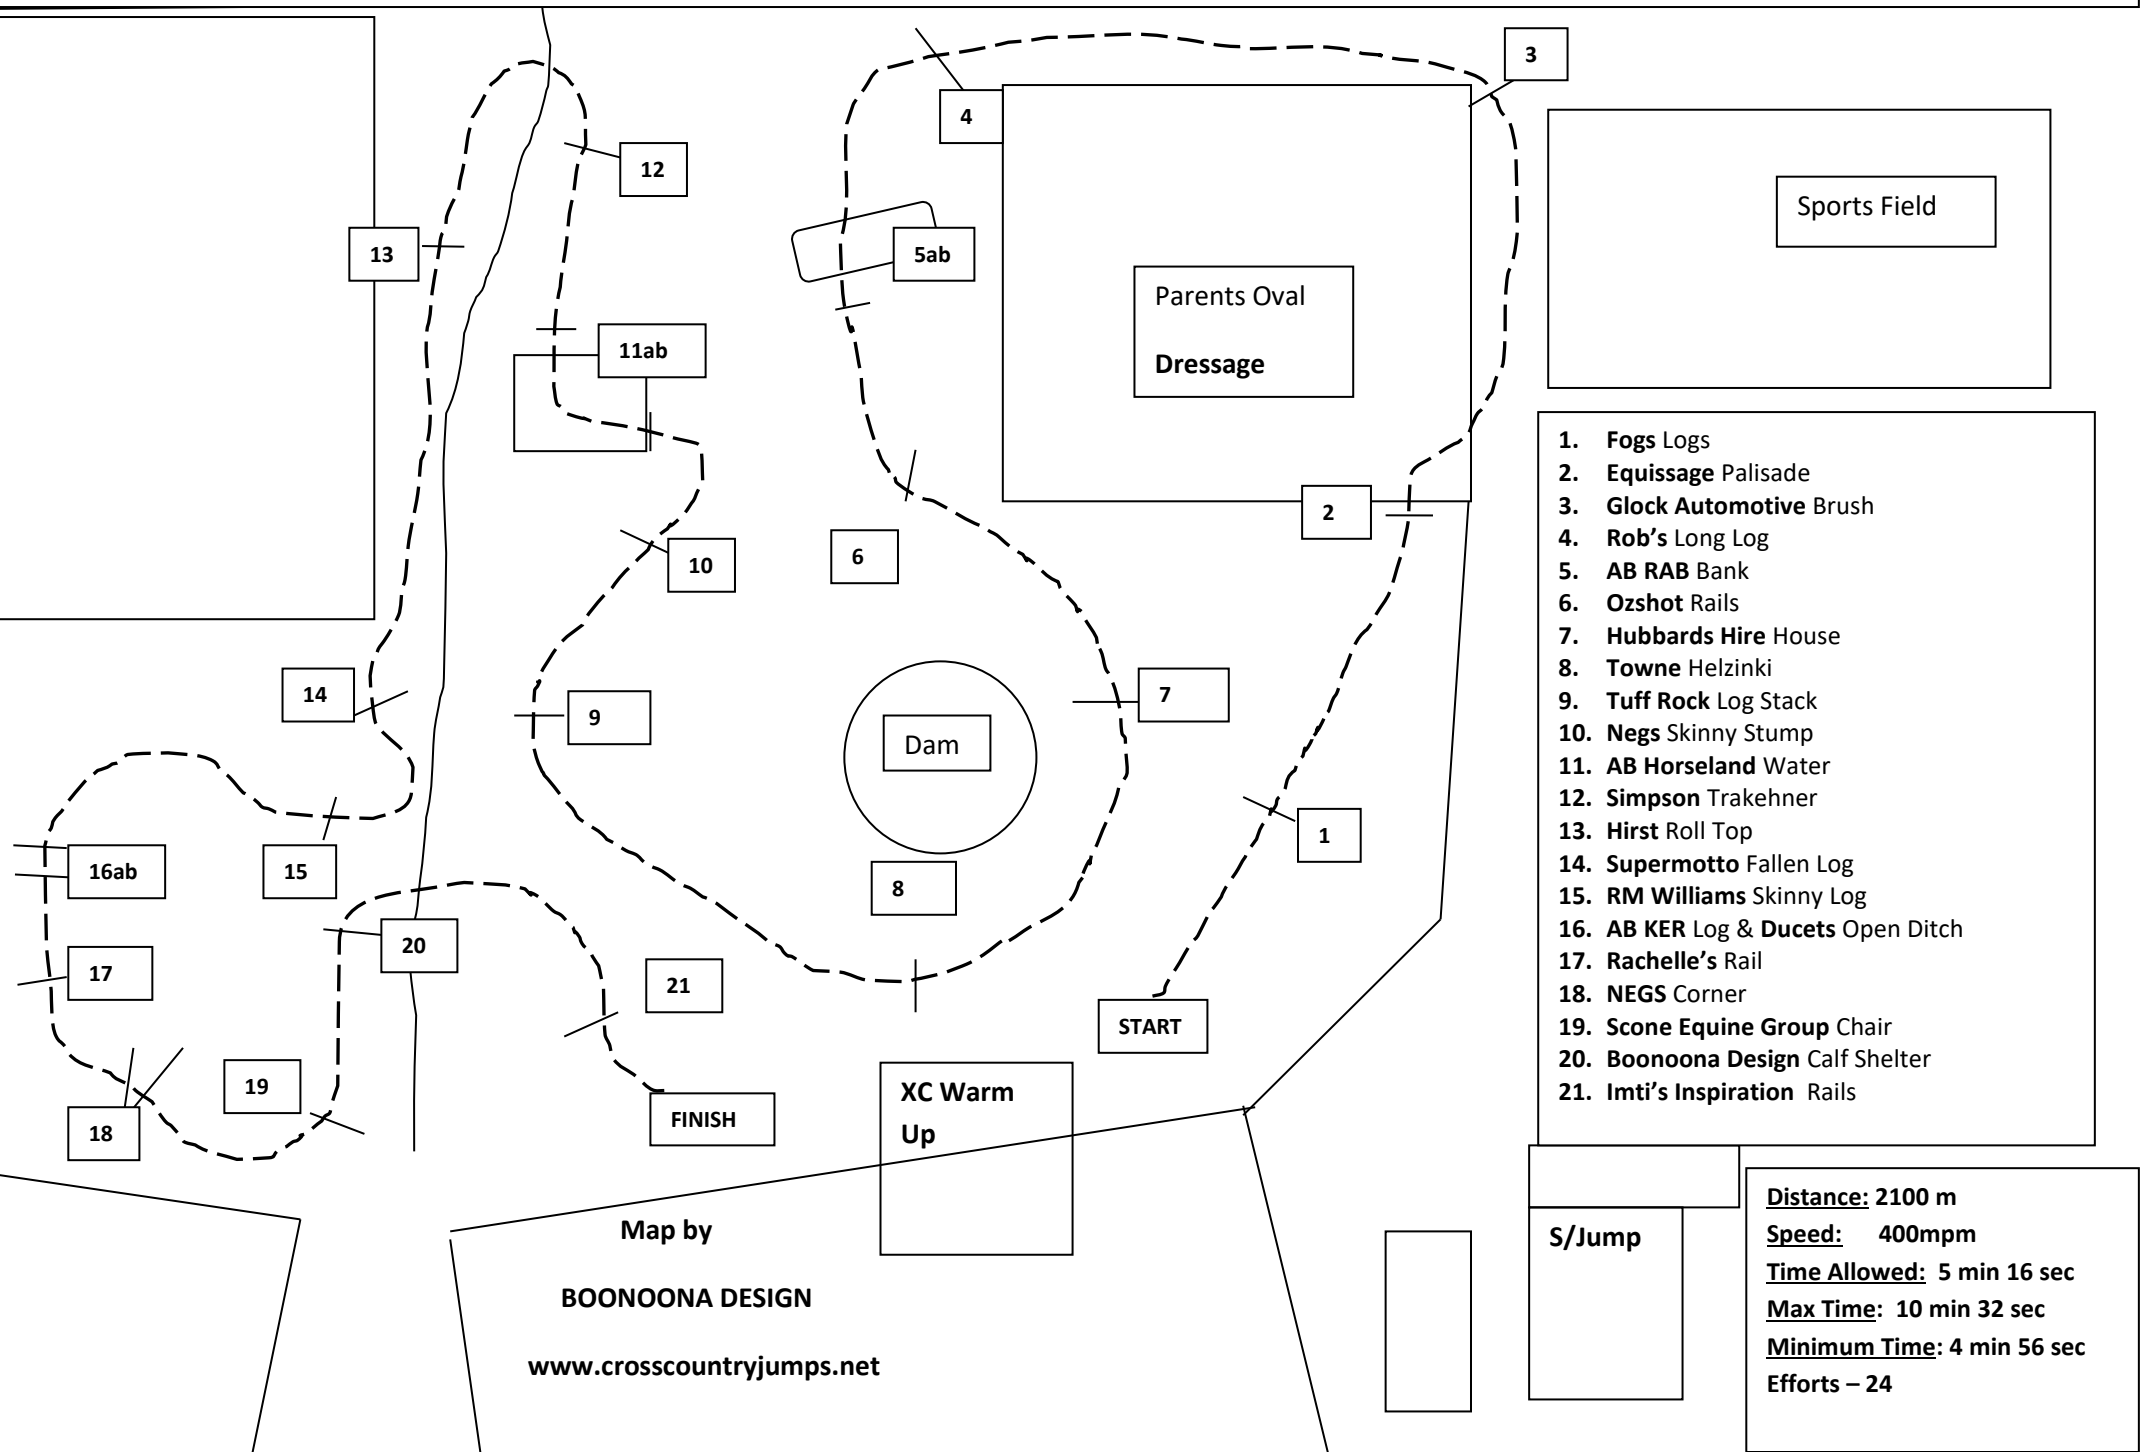 3
4
12
Sports Field
13
5ab
Parents Oval
Dressage
11ab
2
6
10
14
7
9
Dam
1
8
16ab
15
20
17
21
START
19
FINISH
18
XC Warm
Up
1. Fogs Logs
2. Equissage Palisade
3. Glock Automotive Brush
4. Rob’s Long Log
5. AB RAB Bank
6. Ozshot Rails
7. Hubbards Hire House
8. Towne Helzinki
9. Tuff Rock Log Stack
10. Negs Skinny Stump
11. AB Horseland Water
12. Simpson Trakehner
13. Hirst Roll Top
14. Supermotto Fallen Log
15. RM Williams Skinny Log
16. AB KER Log & Ducets Open Ditch
17. Rachelle’s Rail
18. NEGS Corner
19. Scone Equine Group Chair
20. Boonoona Design Calf Shelter
21. Imti’s Inspiration Rails
Map by
BOONOONA DESIGN
www.crosscountryjumps.net
S/Jump
Distance: 2100 m
Speed: 400mpm
Time Allowed: 5 min 16 sec
Max Time: 10 min 32 sec
Minimum Time: 4 min 56 sec
Efforts – 24